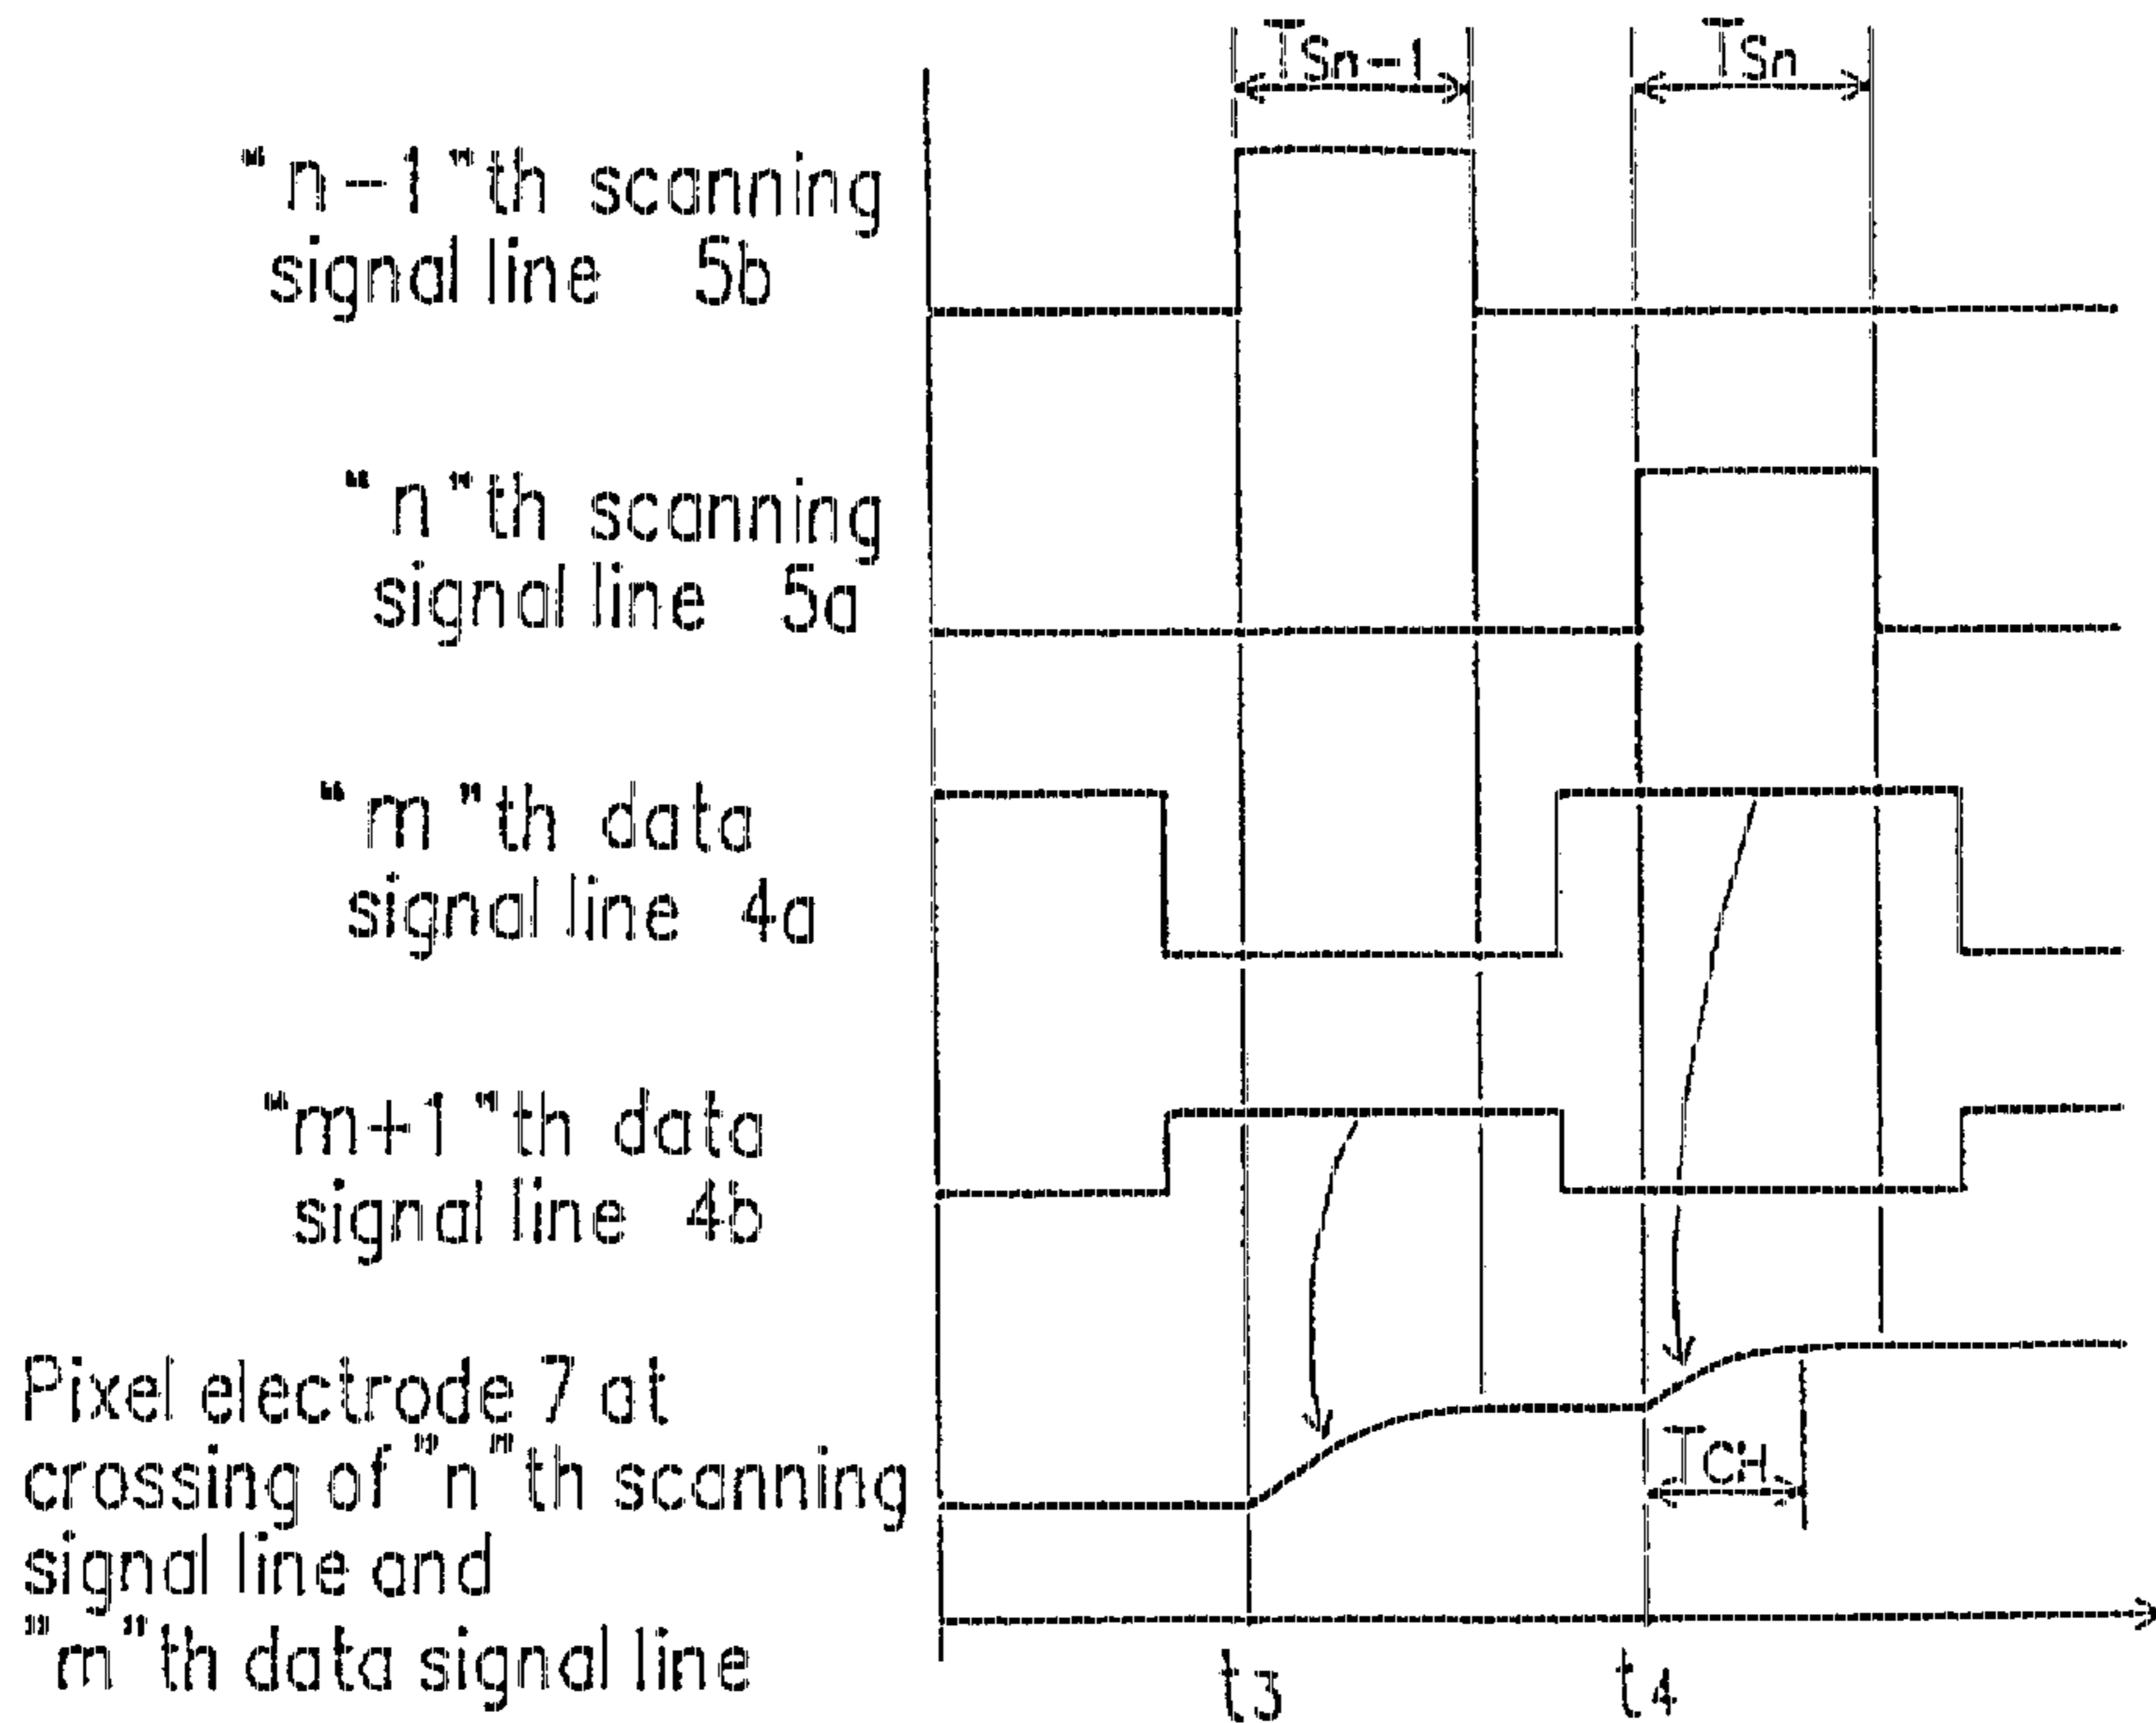 TSn-1 TSn
"n-1"th scanning
signal line 5b
"n"th scanning
signal line 5a
"m"th data
signal line 4a
"m+1"th data
signal line 4b
Pixel electrode 7 at
crossing of "n"th scanning
signal line and
"m"th data signal line
TCH
t3 t4